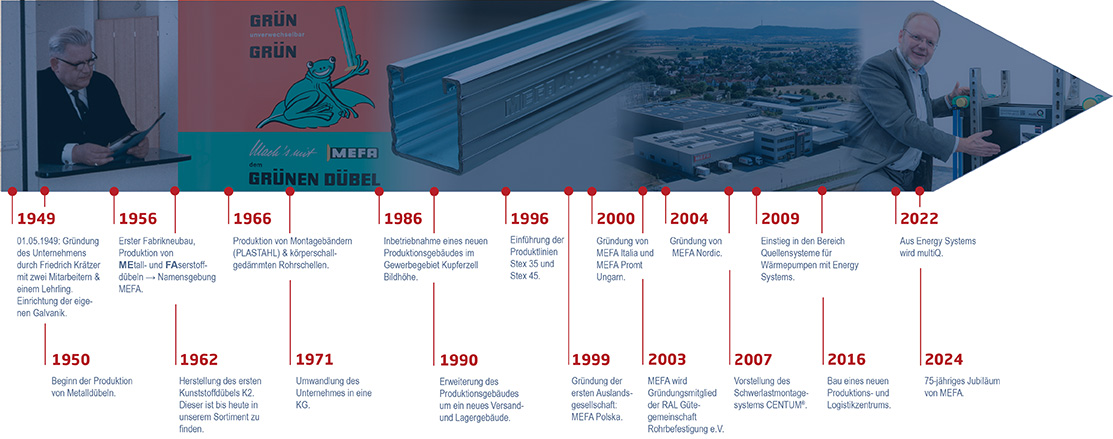 GRÜN
unverwechselbar
GRÜN
Mach's mit MEFA
dem
GRÜNEN DÜBEL
MEFA
1949
01.05.1949: Gründung
des Unternehmens
durch Friedrich Krätzer
mit zwei Mitarbeitern &
einem Lehrling.
Einrichtung der eige-
nen Galvanik.
1956
Erster Fabrikneubau,
Produktion von
MEtall- und FAserstoff-
dübeln → Namensgebung
MEFA.
1966
Produktion von Montagebändern
(PLASTAHL) & körperschall-
gedämmten Rohrschellen.
1986
Inbetriebnahme eines neuen
Produktionsgebäudes im
Gewerbegebiet Kupferzell
Bildhöhe.
1996
Einführung der
Produktlinien
Stex 35 und
Stex 45.
2000
Gründung von
MEFA Italia und
MEFA Promt
Ungarn.
2004
Gründung von
MEFA Nordic.
2009
Einstieg in den Bereich
Quellensysteme für
Wärmepumpen mit Energy
Systems.
2022
Aus Energy Systems
wird multiQ.
1950
Beginn der Produktion
von Metalldübeln.
1962
Herstellung des ersten
Kunststoffdübels K2.
Dieser ist bis heute in
unserem Sortiment zu
finden.
1971
Umwandlung des
Unternehmes in eine
KG.
1990
Erweiterung des
Produktionsgebäudes
um ein neues Versand-
und Lagergebäude.
1999
Gründung der
ersten Auslands-
gesellschaft:
MEFA Polska.
2003
MEFA wird
Gründungsmitglied
der RAL Güte-
gemeinschaft
Rohrbefestigung e.V.
2007
Vorstellung des
Schwerlastmontage-
systems CENTUM®.
2016
Bau eines neuen
Produktions- und
Logistikzentrums.
2024
75-jähriges Jubiläum
von MEFA.